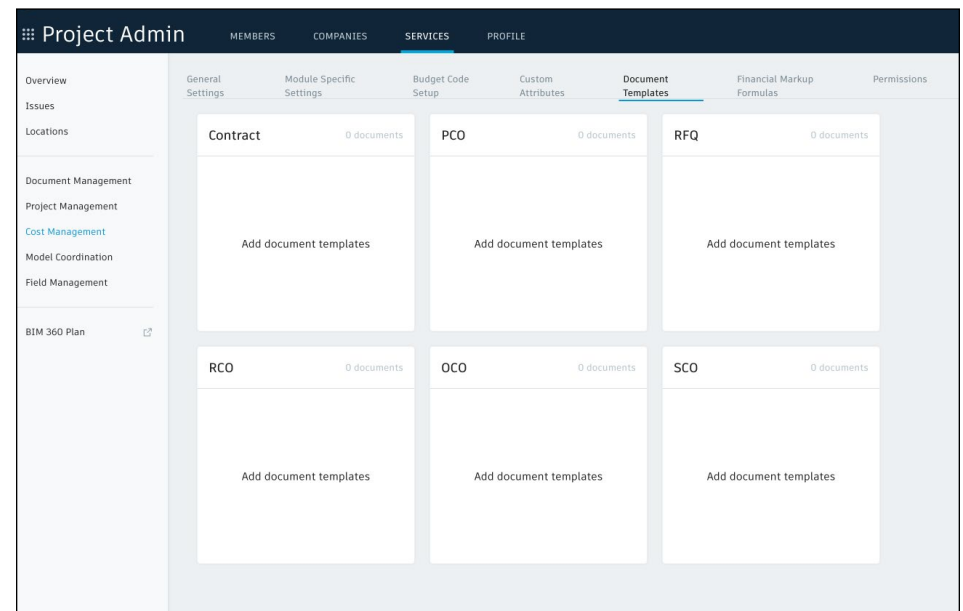 Project Admin
MEMBERS
COMPANIES
SERVICES
PROFILE
Overview
Issues
Locations
Document Management
Project Management
Cost Management
Model Coordination
Field Management
BIM 360 Plan
General
Settings
Module Specific
Settings
Budget Code
Setup
Custom
Attributes
Document
Templates
Financial Markup
Formulas
Permissions
Contract
0 documents
Add document templates
PCO
0 documents
Add document templates
RFQ
0 documents
Add document templates
RCO
0 documents
Add document templates
OCO
0 documents
Add document templates
SCO
0 documents
Add document templates